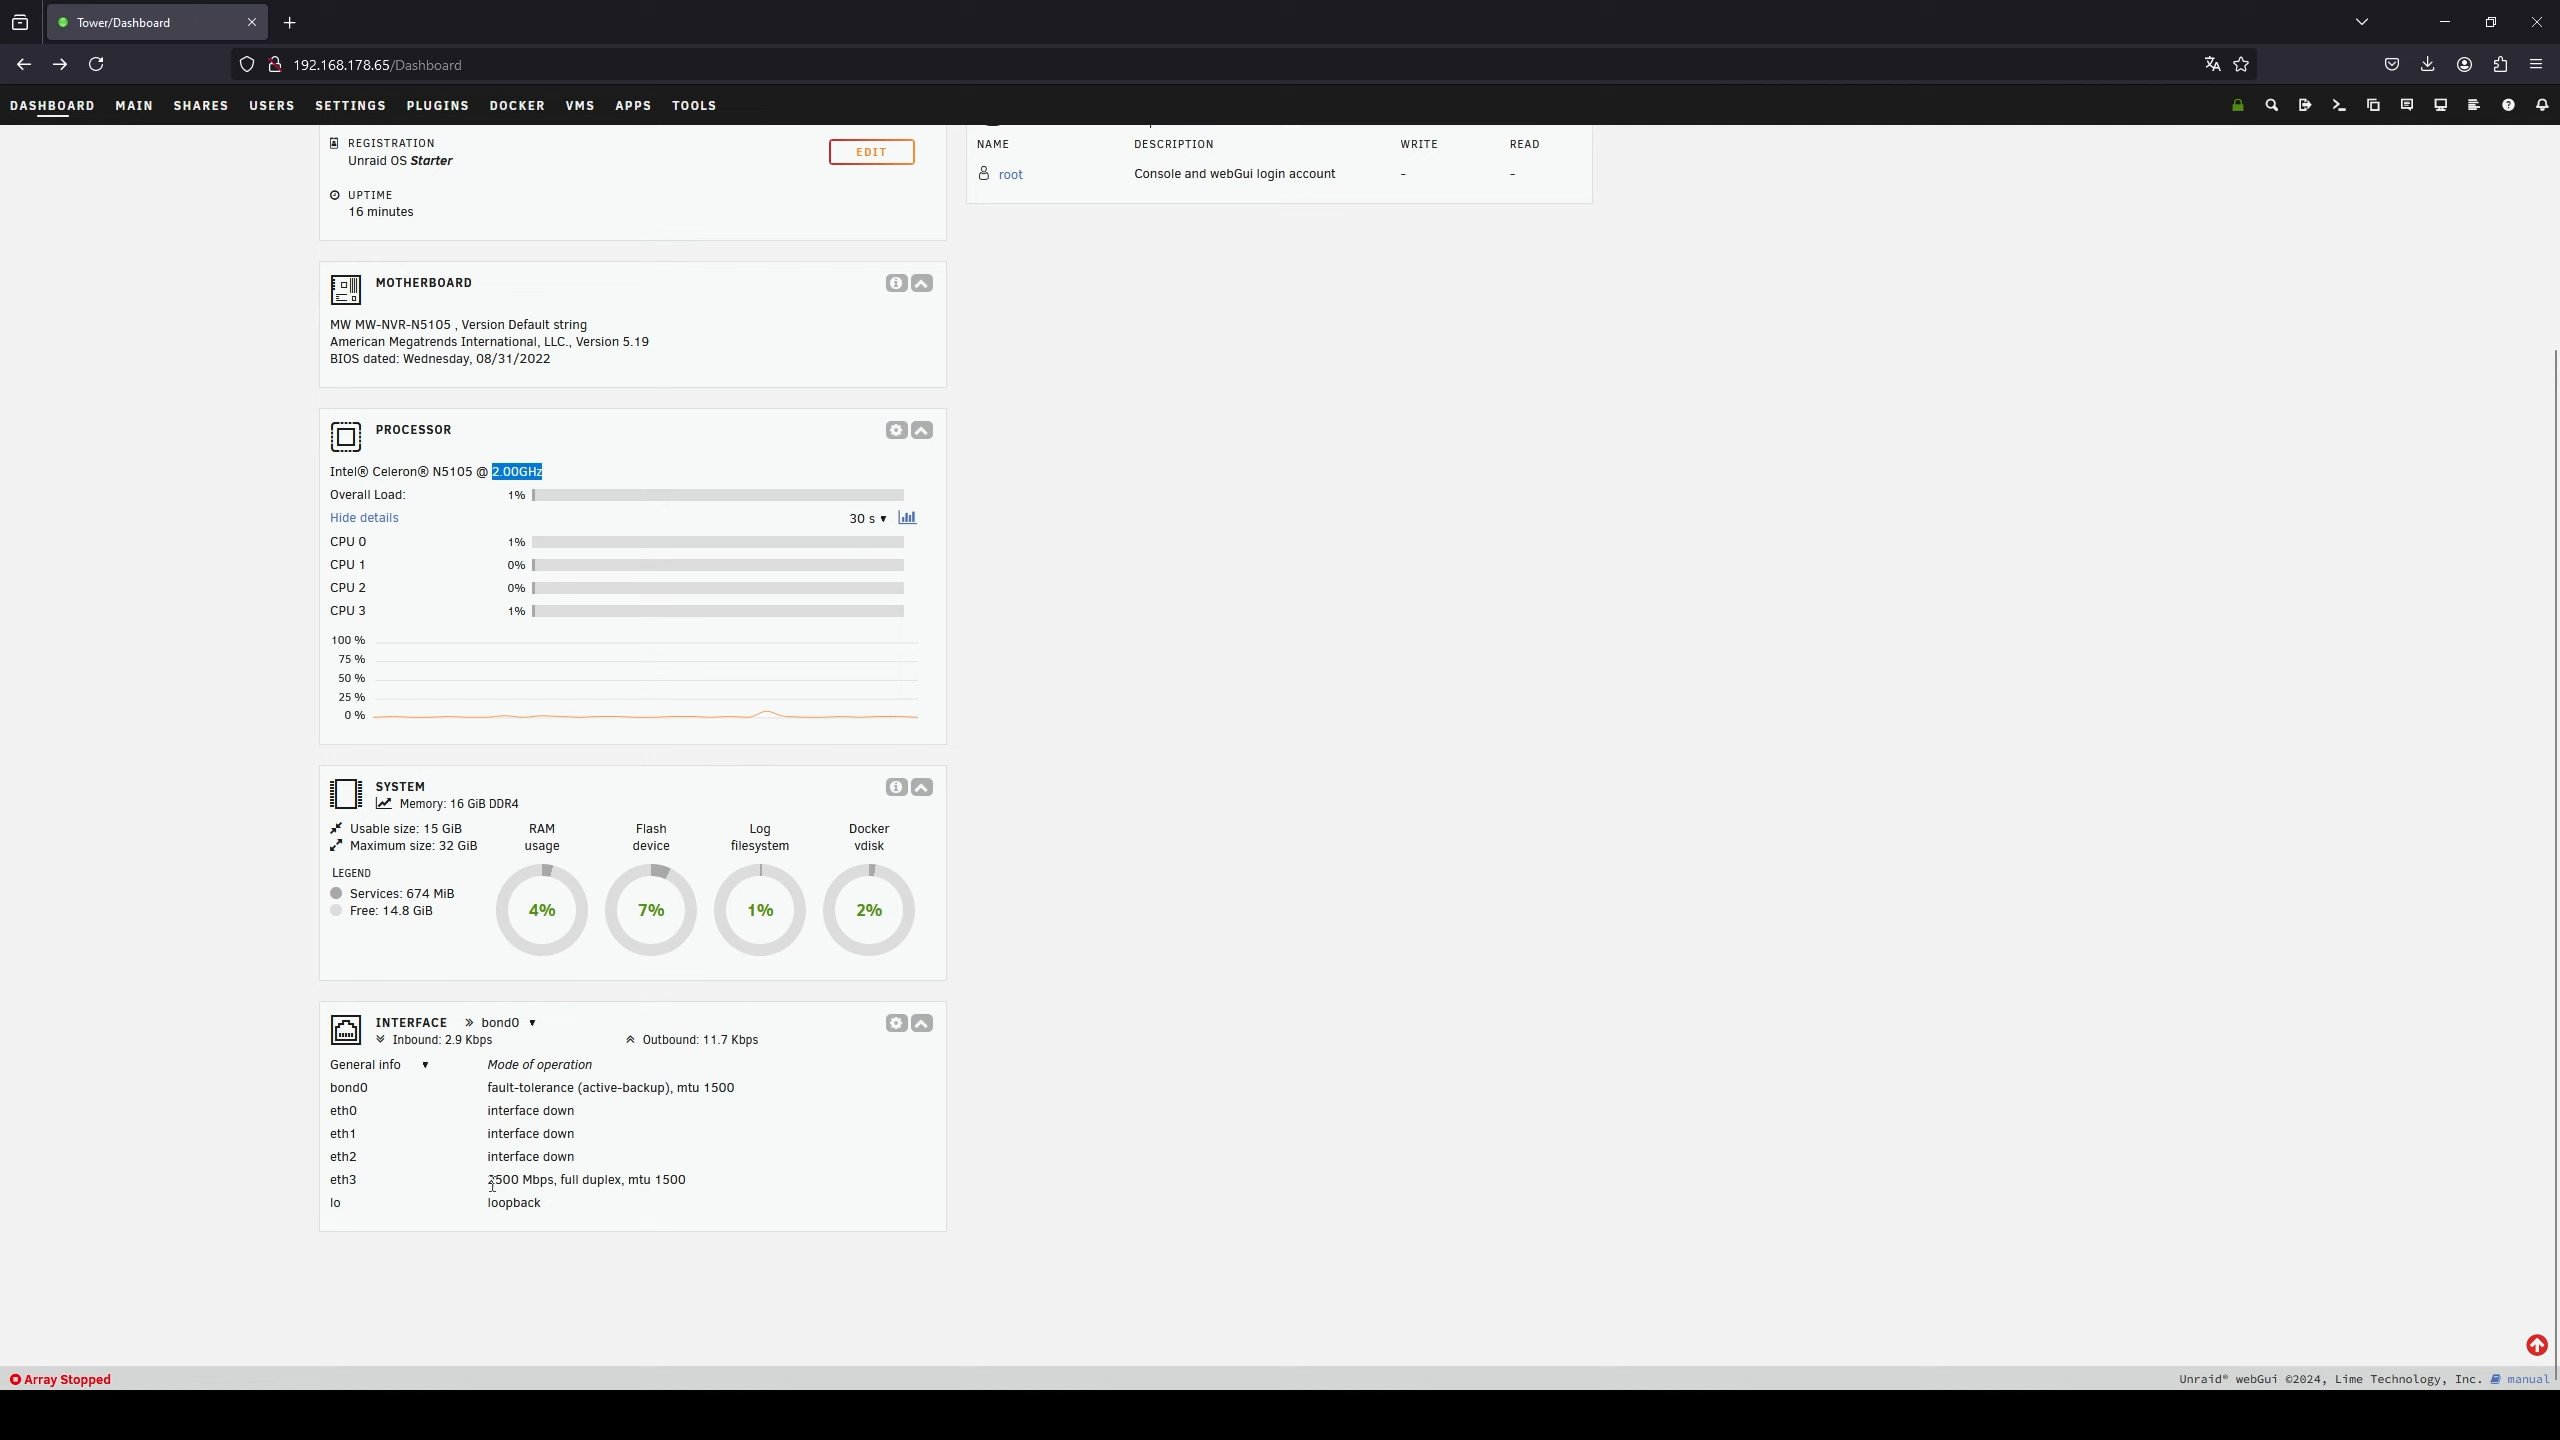 Tower/Dashboard
192.168.178.65/Dashboard
DASHBOARD MAIN SHARES USERS SETTINGS PLUGINS DOCKER VMS APPS TOOLS
REGISTRATION
Unraid OS Starter
EDIT
UPTIME
16 minutes
NAME DESCRIPTION WRITE READ
root Console and webGui login account - -
MOTHERBOARD
MW MW-NVR-N5105 , Version Default string
American Megatrends International, LLC., Version 5.19
BIOS dated: Wednesday, 08/31/2022
PROCESSOR
Intel® Celeron® N5105 @ 2.00GHz
Overall Load: 1%
Hide details 30 s
CPU 0 1%
CPU 1 0%
CPU 2 0%
CPU 3 1%
100 %
75 %
50 %
25 %
0 %
SYSTEM
Memory: 16 GiB DDR4
Usable size: 15 GiB
Maximum size: 32 GiB
LEGEND
Services: 674 MiB
Free: 14.8 GiB
RAM
usage
4%
Flash
device
7%
Log
filesystem
1%
Docker
vdisk
2%
INTERFACE bond0
Inbound: 2.9 Kbps Outbound: 11.7 Kbps
General info Mode of operation
bond0 fault-tolerance (active-backup), mtu 1500
eth0 interface down
eth1 interface down
eth2 interface down
eth3 2500 Mbps, full duplex, mtu 1500
lo loopback
Array Stopped
Unraid® webGui ©2024, Lime Technology, Inc. manual